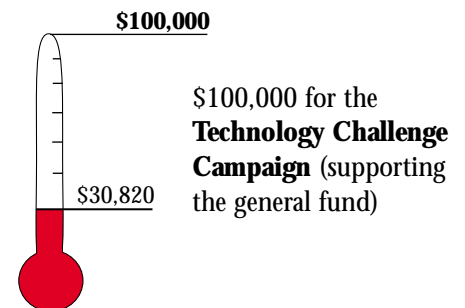 $100,000
$100,000 for the
Technology Challenge
Campaign (supporting
the general fund)
$30,820